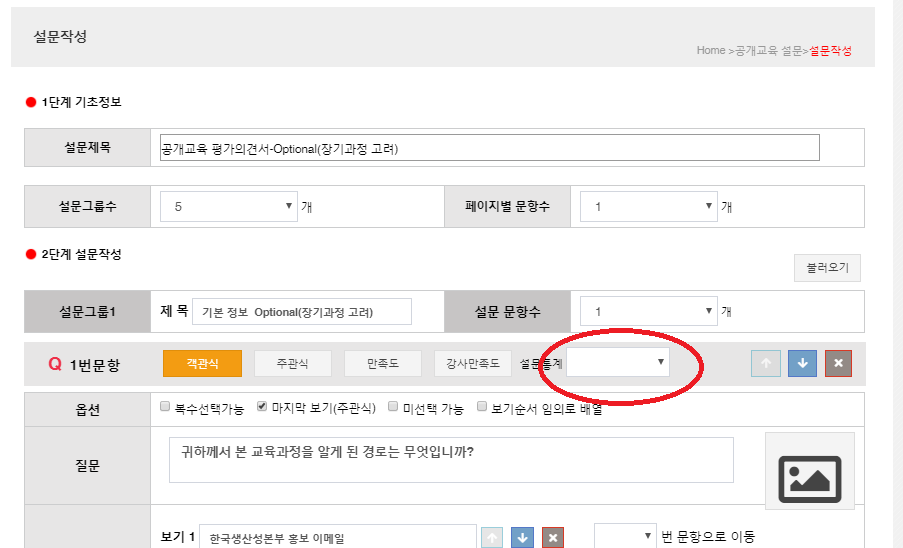 설문작성
Home >공개교육 설문>설문작성
1단계 기초정보
설문제목 공개교육 평가의견서-Optional(장기과정 고려)
설문그룹수 5 개 페이지별 문항수 1 개
2단계 설문작성
불러오기
설문그룹1 제 목 기본 정보 Optional(장기과정 고려) 설문 문항수 1 개
Q 1번문항 객관식 주관식 만족도 강사만족도 설문통계
옵션 복수선택가능 마지막 보기(주관식) 미선택 가능 보기순서 임의로 배열
질문 귀하께서 본 교육과정을 알게 된 경로는 무엇입니까?
보기 1 한국생산성본부 홍보 이메일 번 문항으로 이동